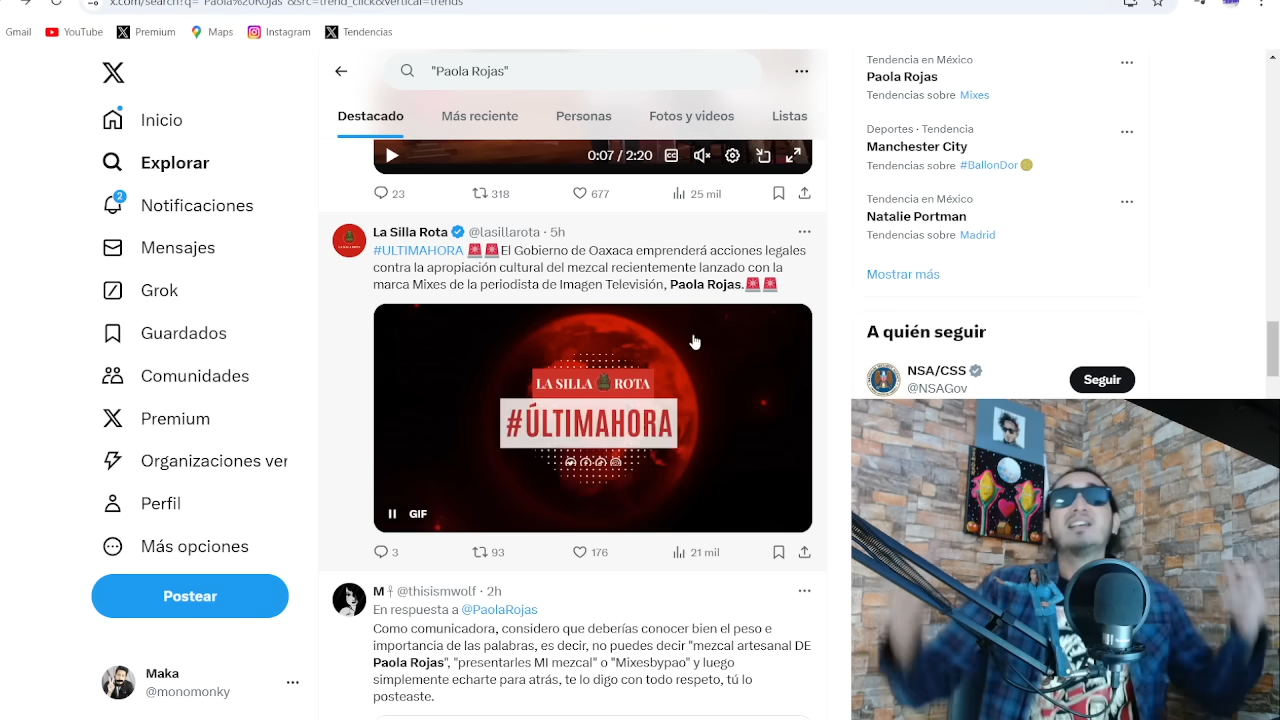 x.com/search?q="Paola%20Rojas"&src=trend_click&vertical=trends
Gmail YouTube Premium Maps Instagram Tendencias
Inicio
Explorar
2
Notificaciones
Mensajes
Grok
Guardados
Comunidades
Premium
Organizaciones ver
Perfil
Más opciones
Postear
Maka
@monomonky
"Paola Rojas"
Destacado Más reciente Personas Fotos y videos Listas
0:07 / 2:20
23 318 677 25 mil
La Silla Rota @lasillarota · 5h
#ULTIMAHORA El Gobierno de Oaxaca emprenderá acciones legales
contra la apropiación cultural del mezcal recientemente lanzado con la
marca Mixes de la periodista de Imagen Televisión, Paola Rojas.
LA SILLA ROTA
#ÚLTIMAHORA
GIF
3 93 176 21 mil
M @thisismwolf · 2h
En respuesta a @PaolaRojas
Como comunicadora, considero que deberías conocer bien el peso e
importancia de las palabras, es decir, no puedes decir "mezcal artesanal DE
Paola Rojas", "presentarles MI mezcal" o "Mixesbypao" y luego
simplemente echarte para atrás, te lo digo con todo respeto, tú lo
posteaste.
Tendencia en México
Paola Rojas
Tendencias sobre Mixes
Deportes · Tendencia
Manchester City
Tendencias sobre #BallonDor
Tendencia en México
Natalie Portman
Tendencias sobre Madrid
Mostrar más
A quién seguir
NSA/CSS
@NSAGov
Seguir